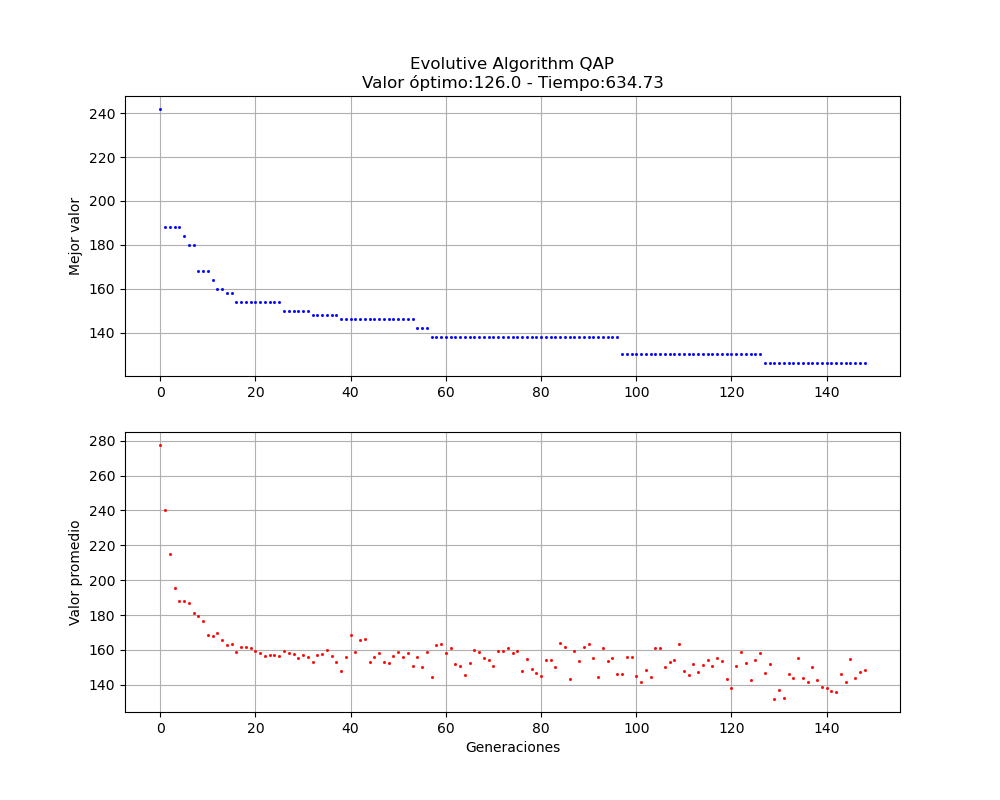 Evolutive Algorithm QAP
Valor óptimo:126.0 - Tiempo:634.73
Mejor valor
240
220
200
180
160
140
0 20 40 60 80 100 120 140
Valor promedio
280
260
240
220
200
180
160
140
0 20 40 60 80 100 120 140
Generaciones